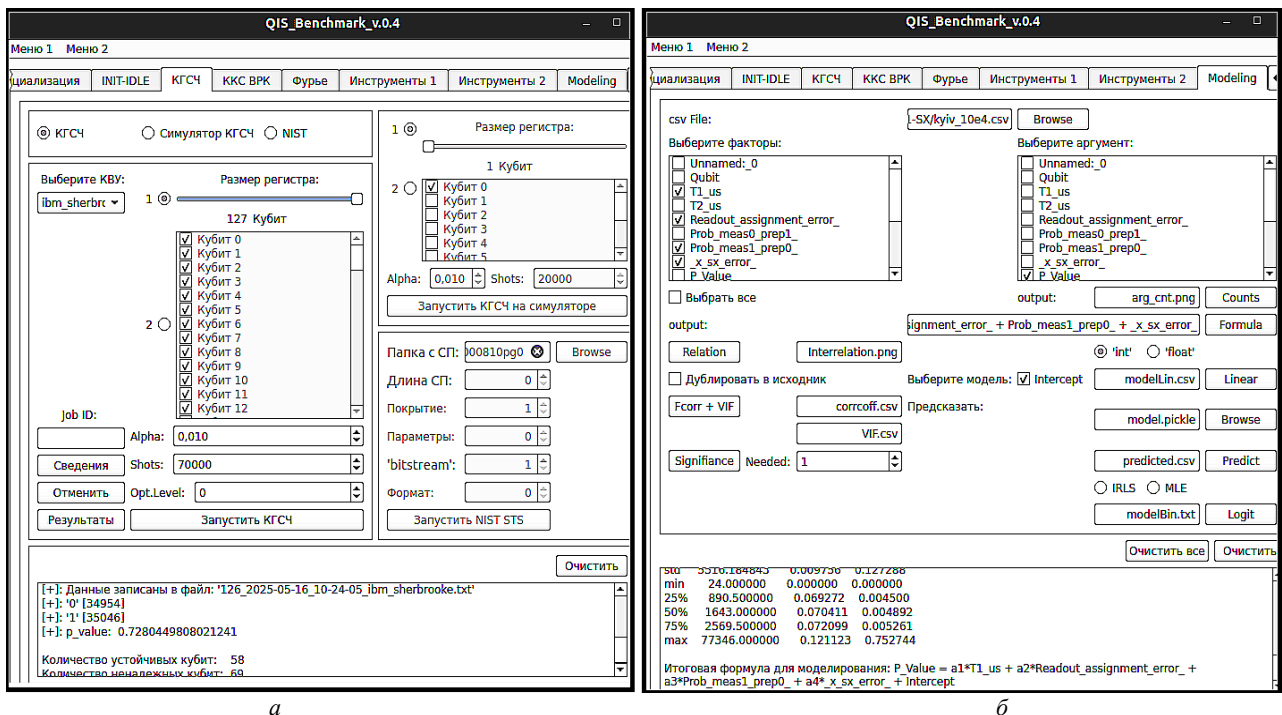 QIS_Benchmark_v.0.4
Меню 1 Меню 2
циализация INIT-IDLE КГСЧ ККС ВРК Фурье Инструменты 1 Инструменты 2 Modeling
КГСЧ Симулятор КГСЧ NIST
Выберите КВУ:
ibm_sherbrc
1 Размер регистра:
127 Кубит
2
Кубит 0
Кубит 1
Кубит 2
Кубит 3
Кубит 4
Кубит 5
Кубит 6
Кубит 7
Кубит 8
Кубит 9
Кубит 10
Кубит 11
Кубит 12
Job ID:
Alpha: 0,010
Сведения Shots: 70000
Отменить Opt.Level: 0
Результаты Запустить КГСЧ
1 Размер регистра:
1 Кубит
2
Кубит 0
Кубит 1
Кубит 2
Кубит 3
Кубит 4
Кубит 5
Alpha: 0,010 Shots: 20000
Запустить КГСЧ на симуляторе
Папка с СП: 000810pg0 Browse
Длина СП: 0
Покрытие: 1
Параметры: 0
'bitstream': 1
Формат: 0
Запустить NIST STS
Очистить
[+]: Данные записаны в файл: '126_2025-05-16_10-24-05_ibm_sherbrooke.txt'
[+]: '0' [34954]
[+]: '1' [35046]
[+]: p_value: 0.7280449808021241
Количество устойчивых кубит: 58
Количество ненадежных кубит: 69
а
QIS_Benchmark_v.0.4
Меню 1 Меню 2
циализация INIT-IDLE КГСЧ ККС ВРК Фурье Инструменты 1 Инструменты 2 Modeling
csv File: l-SX/kyiv_10e4.csv Browse
Выберите факторы:
Unnamed:_0
Qubit
T1_us
T2_us
Readout_assignment_error_
Prob_meas0_prep1_
Prob_meas1_prep0_
_x_sx_error_
P_Value
Выберите аргумент:
Unnamed:_0
Qubit
T1_us
T2_us
Readout_assignment_error_
Prob_meas0_prep1_
Prob_meas1_prep0_
_x_sx_error_
P_Value
Выбрать все output: arg_cnt.png Counts
output: signment_error_ + Prob_meas1_prep0_ + _x_sx_error_ Formula
Relation Interrelation.png 'int' 'float'
Дублировать в исходник Выберите модель: Intercept modelLin.csv Linear
Fcorr + VIF corrcoff.csv Предсказать: model.pickle Browse
VIF.csv
Signifiance Needed: 1 predicted.csv Predict
IRLS MLE
modelBin.txt Logit
Очистить все Очистить
std 5516.184843 0.009756 0.127288
min 24.000000 0.000000 0.000000
25% 890.500000 0.069272 0.004500
50% 1643.000000 0.070411 0.004892
75% 2569.500000 0.072099 0.005261
max 77346.000000 0.121123 0.752744
Итоговая формула для моделирования: P_Value = a1*T1_us + a2*Readout_assignment_error_ +
a3*Prob_meas1_prep0_ + a4*_x_sx_error_ + Intercept
б